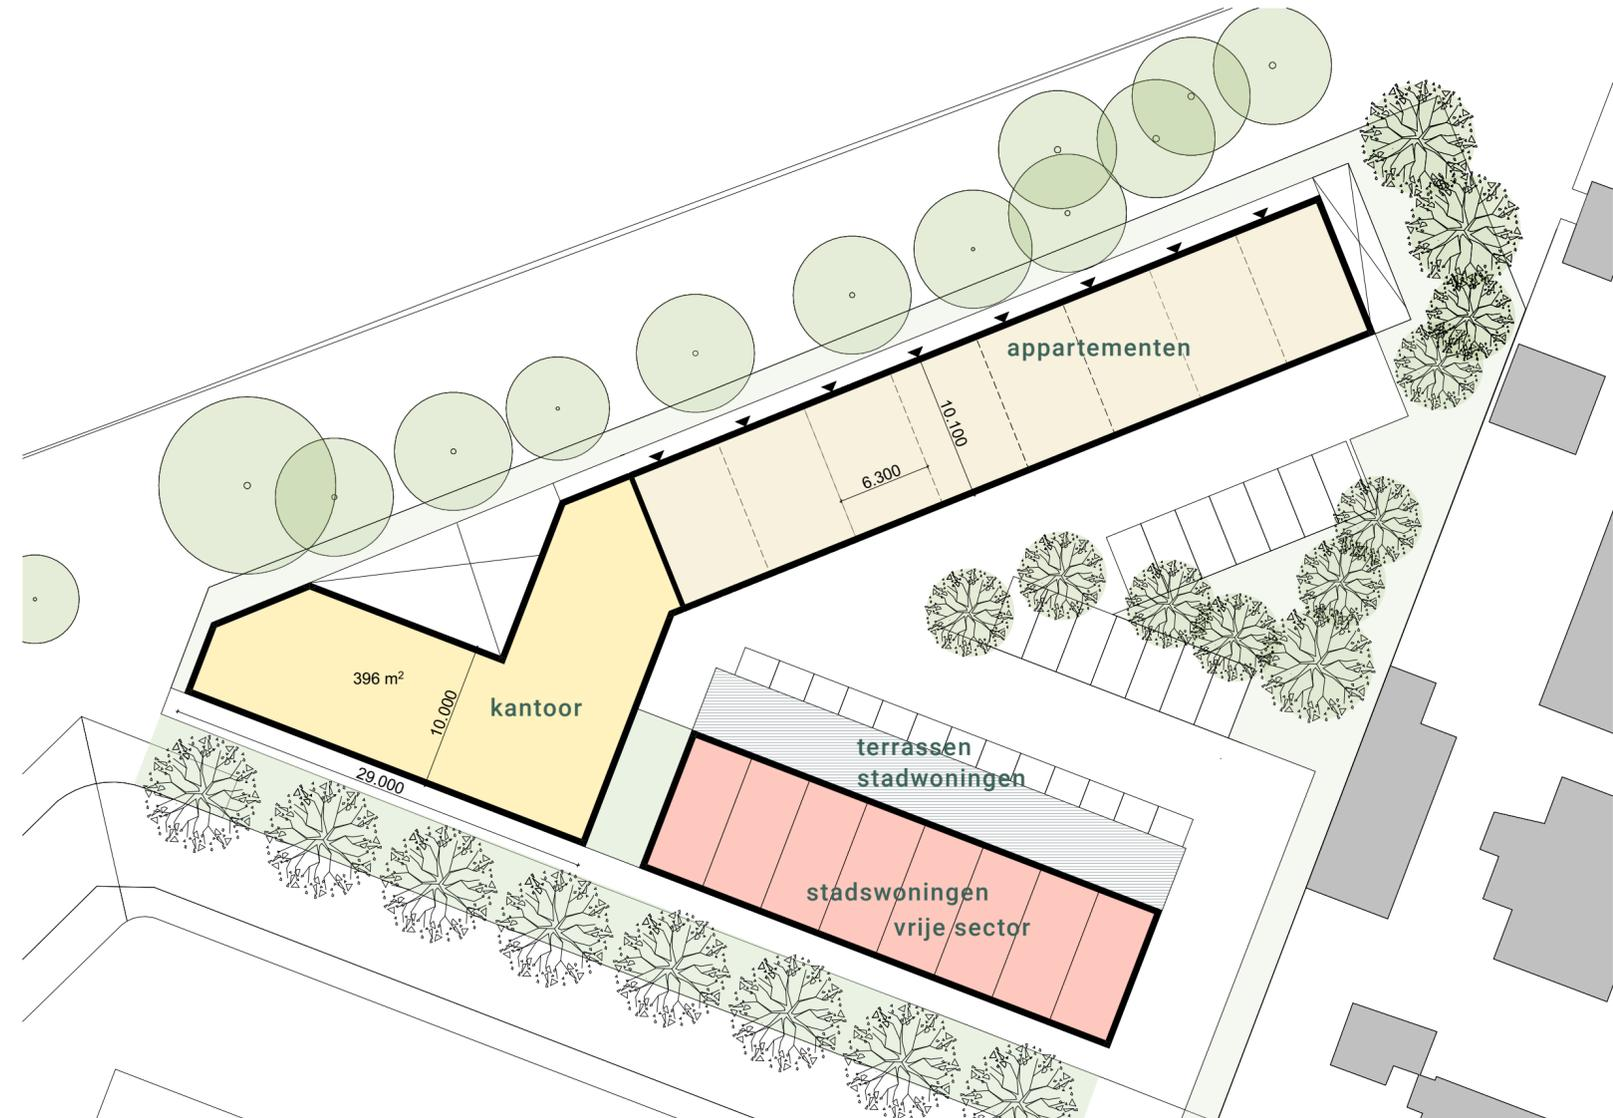 appartementen
10.100
6.300
396 m²
10.000
kantoor
29.000
terrassen
stadwoningen
stadswoningen
vrije sector